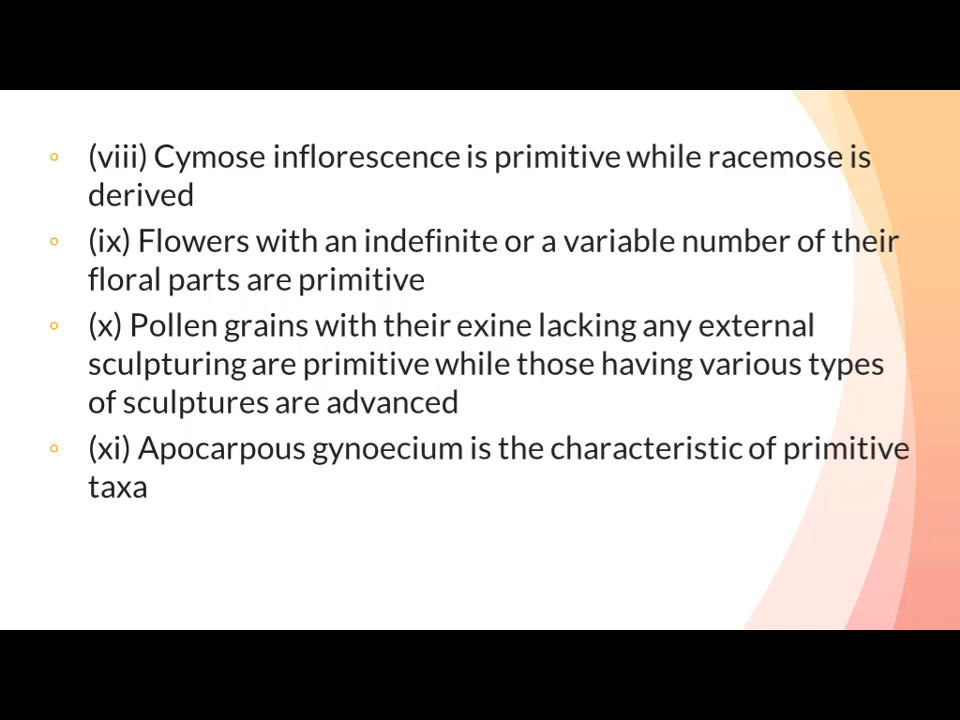 (viii) Cymose inflorescence is primitive while racemose is
derived
(ix) Flowers with an indefinite or a variable number of their
floral parts are primitive
(x) Pollen grains with their exine lacking any external
sculpturing are primitive while those having various types
of sculptures are advanced
(xi) Apocarpous gynoecium is the characteristic of primitive
taxa